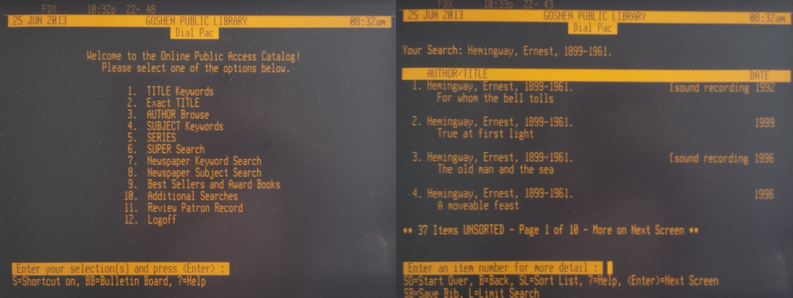 FDX 10:32p 22- 48
25 JUN 2013 GOSHEN PUBLIC LIBRARY 08:32am
Dial Pac
Welcome to the Online Public Access Catalog!
Please select one of the options below.
1. TITLE Keywords
2. Exact TITLE
3. AUTHOR Browse
4. SUBJECT Keywords
5. SERIES
6. SUPER Search
7. Newspaper Keyword Search
8. Newspaper Subject Search
9. Best Sellers and Award Books
10. Additional Searches
11. Review Patron Record
12. Logoff
Enter your selection(s) and press <Enter> :
S=Shortcut on, BB=Bulletin Board, ?=Help
FDX 10:33p 22- 43
25 JUN 2013 GOSHEN PUBLIC LIBRARY 08:32am
Dial Pac
Your Search: Hemingway, Ernest, 1899-1961.
AUTHOR/TITLE DATE
1. Hemingway, Ernest, 1899-1961. [sound recording 1992
For whom the bell tolls
2. Hemingway, Ernest, 1899-1961. 1999
True at first light
3. Hemingway, Ernest, 1899-1961. [sound recording 1996
The old man and the sea
4. Hemingway, Ernest, 1899-1961. 1996
A moveable feast
** 37 Items UNSORTED - Page 1 of 10 - More on Next Screen **
Enter an item number for more detail :
SO=Start Over, B=Back, SL=Sort List, ?=Help, <Enter>=Next Screen
SB=Save Bib, L=Limit Search